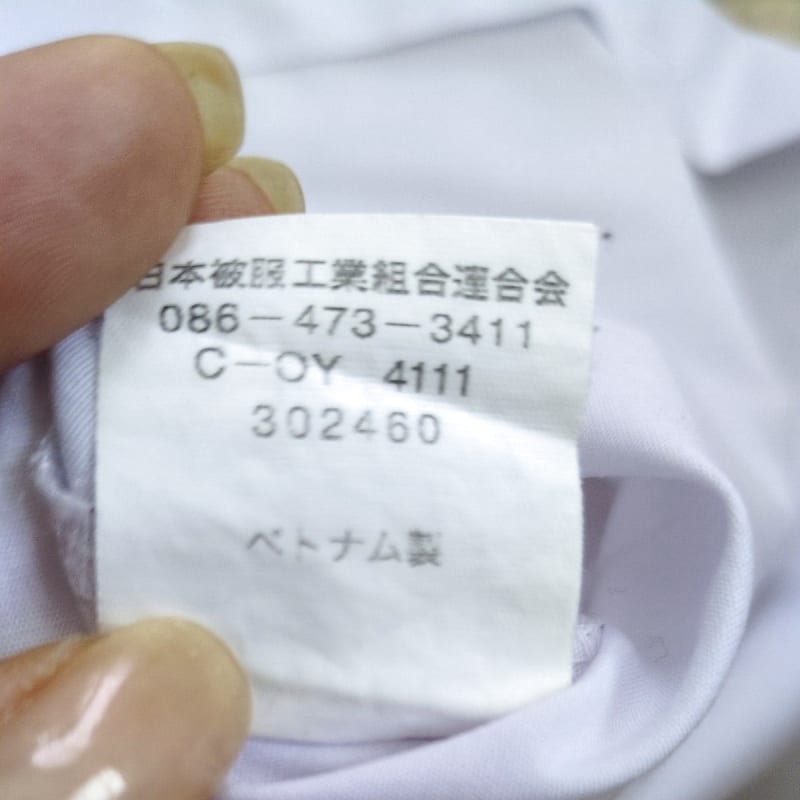 日本被服工業組合連合会
086-473-3411
C-OY 4111
302460
ベトナム製